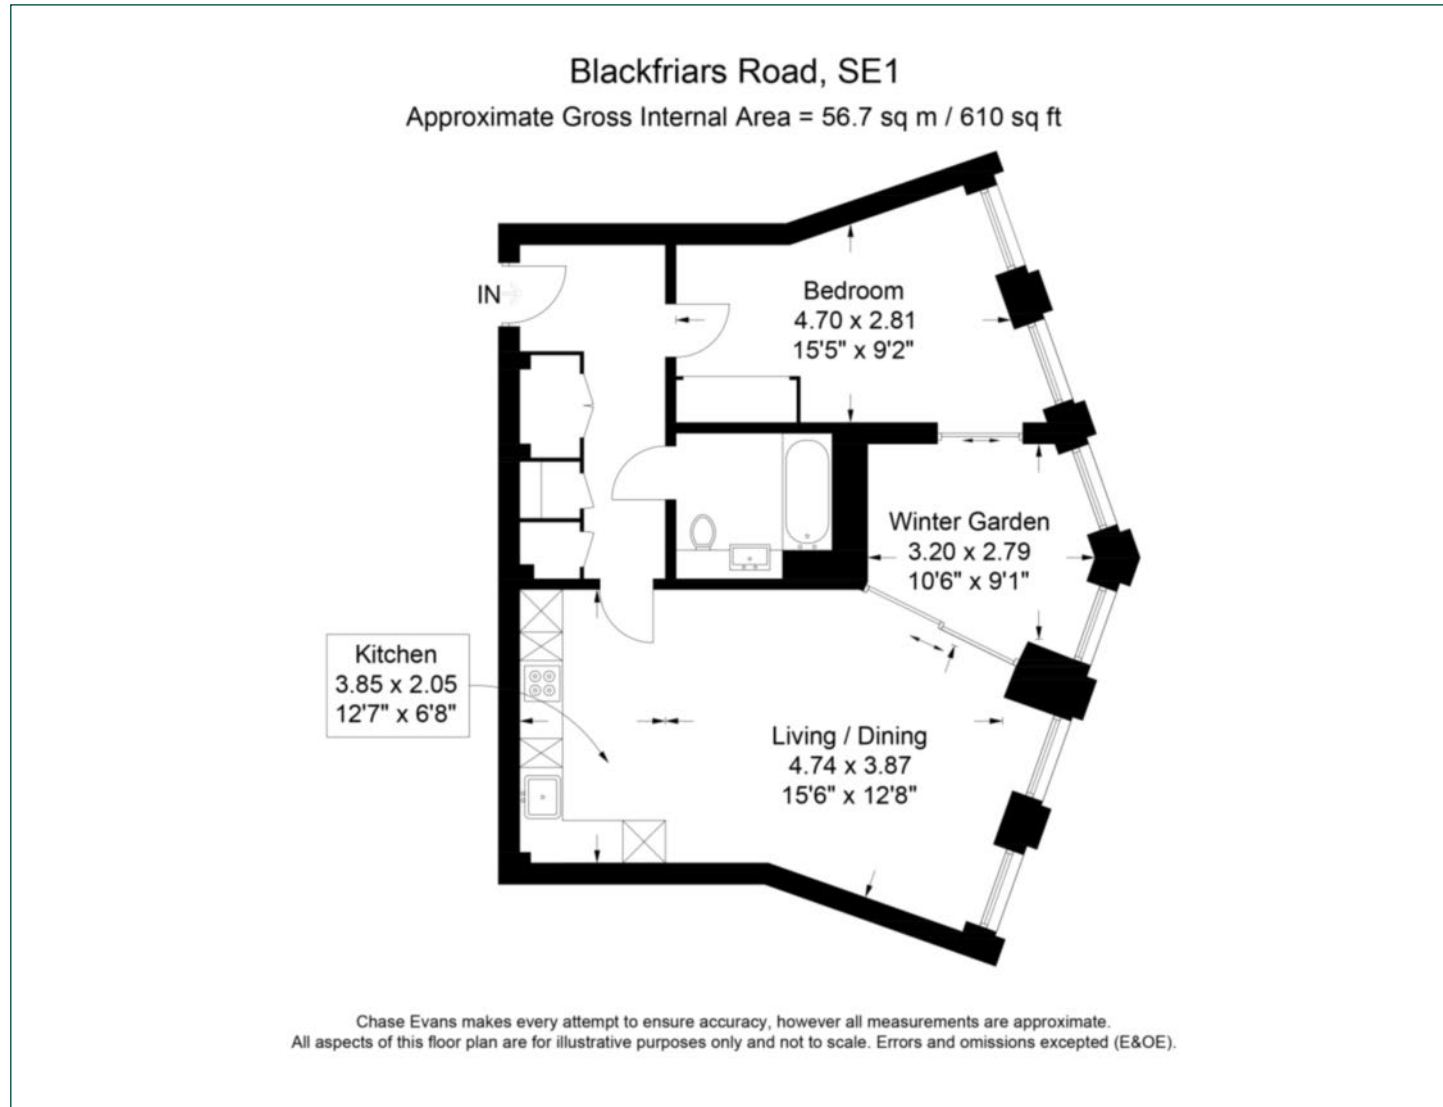 Blackfriars Road, SE1
Approximate Gross Internal Area = 56.7 sq m / 610 sq ft
IN
Bedroom
4.70 x 2.81
15'5" x 9'2"
Winter Garden
3.20 x 2.79
10'6" x 9'1"
Kitchen
3.85 x 2.05
12'7" x 6'8"
Living / Dining
4.74 x 3.87
15'6" x 12'8"
Chase Evans makes every attempt to ensure accuracy, however all measurements are approximate.
All aspects of this floor plan are for illustrative purposes only and not to scale. Errors and omissions excepted (E&OE).